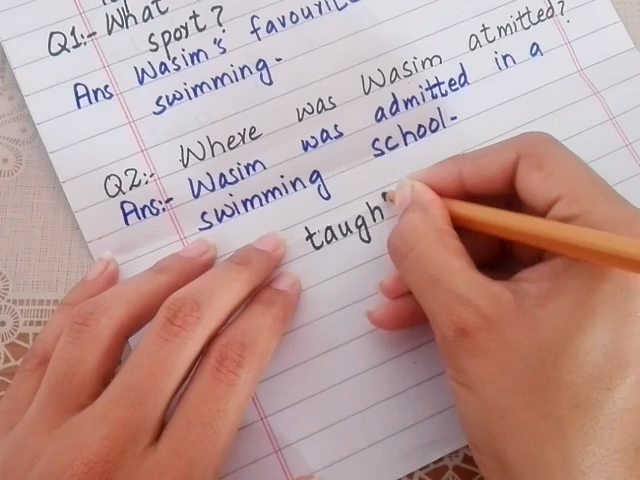 Q1:- What
sport?
Ans Wasim's favourite
swimming.
Q2:- Where was Wasim atmitted?
Ans:- Wasim was admitted in a
swimming school.
taugh